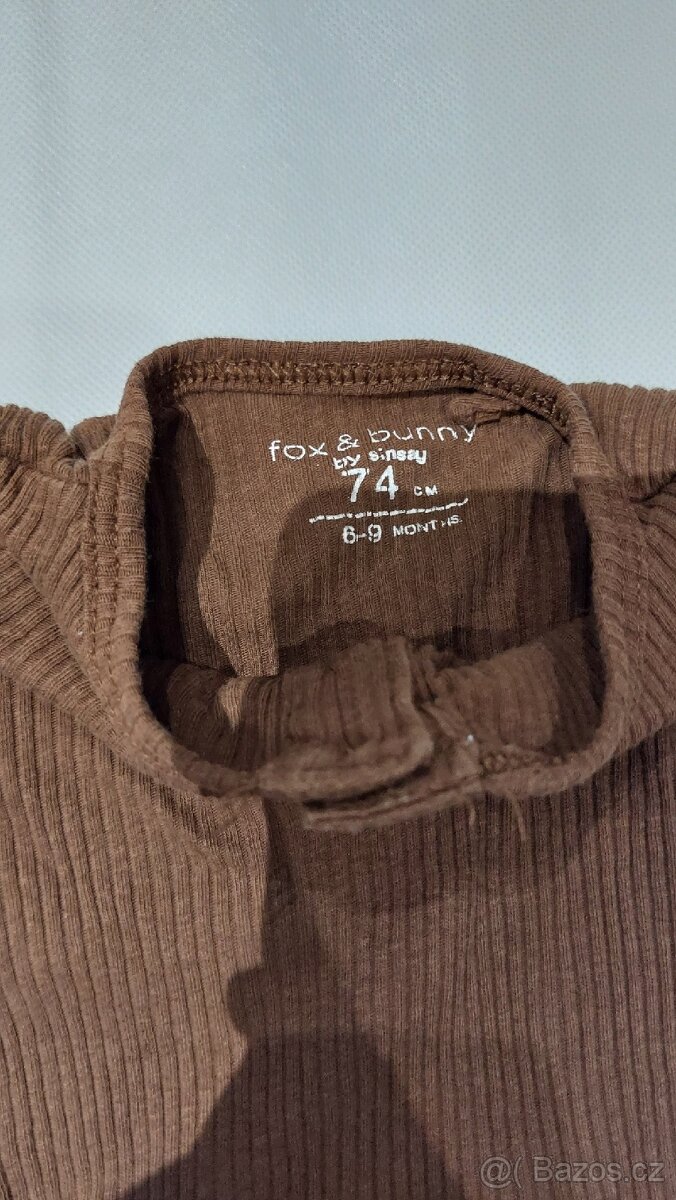 fox & bunny
by sinsay
74 CM
6-9 MONTHS
@( Bazos.cz